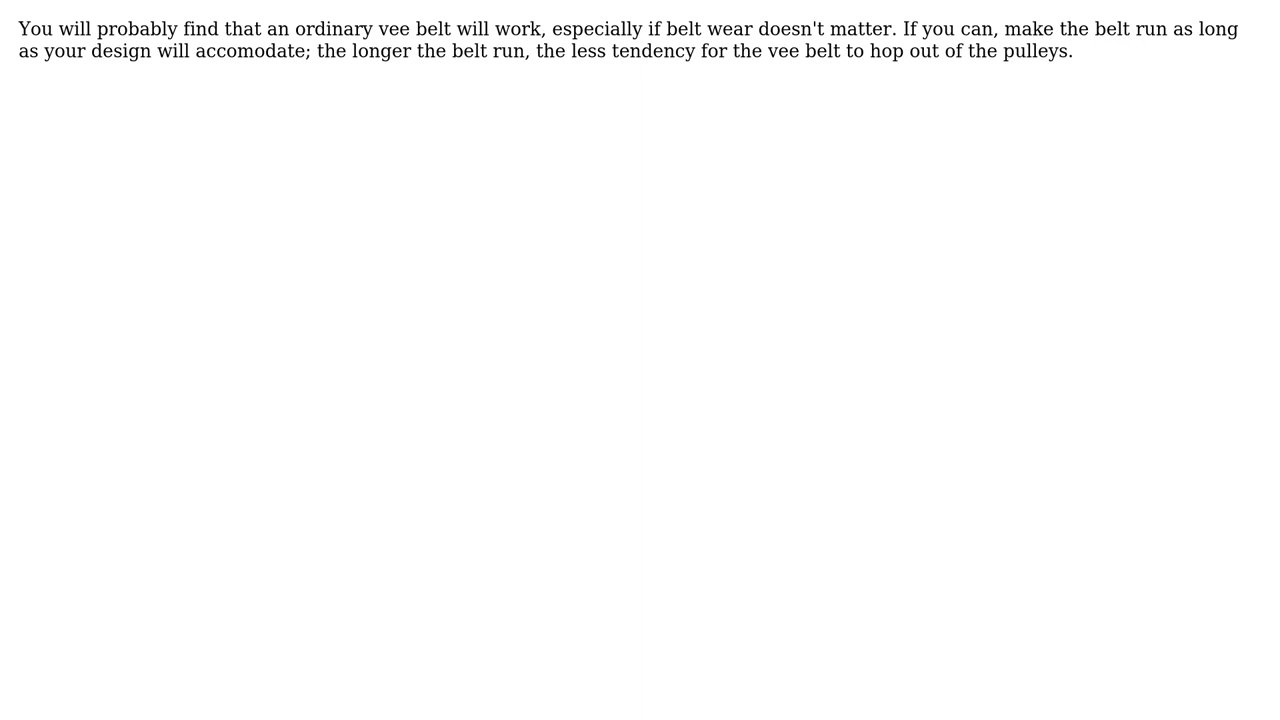 You will probably find that an ordinary vee belt will work, especially if belt wear doesn't matter. If you can, make the belt run as long
as your design will accomodate; the longer the belt run, the less tendency for the vee belt to hop out of the pulleys.